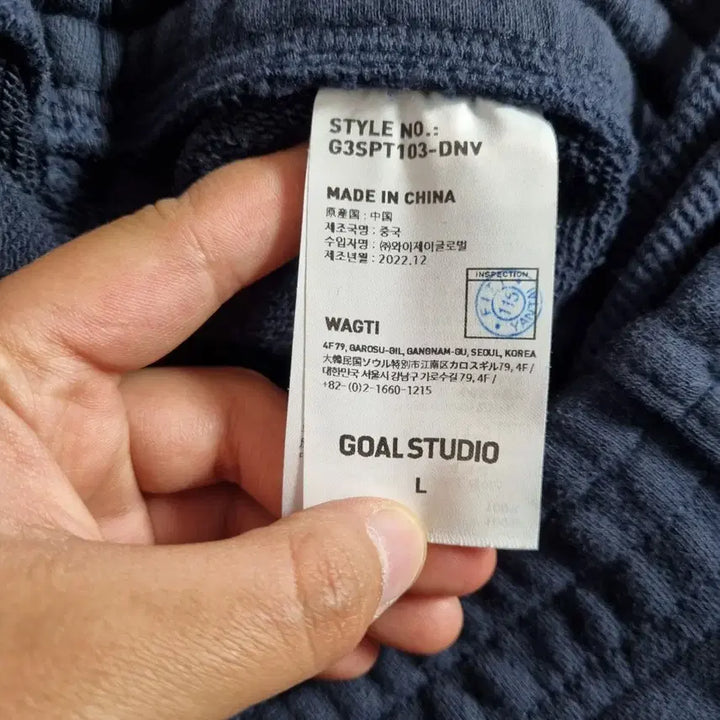 STYLE NO.:
G3SPT103-DNV
MADE IN CHINA
原産国 : 中国
제조국명 : 중국
수입자명 : ㈜와이제이글로벌
제조년월 : 2022.12
INSPECTION
115
WAGTI
4F79, GAROSU-GIL, GANGNAM-GU, SEOUL, KOREA
大韓民国ソウル特別市江南区カロスギル79, 4F /
대한민국 서울시 강남구 가로수길 79, 4F /
+82-(0)2-1660-1215
GOALSTUDIO
L